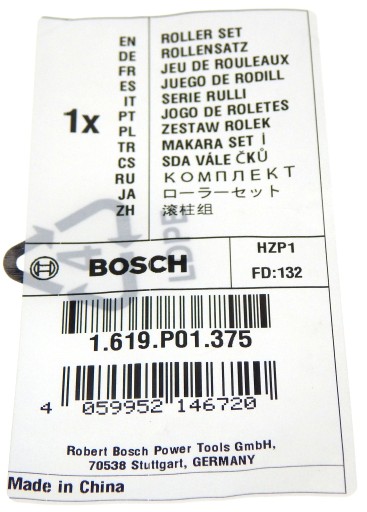 1x
EN ROLLER SET
DE ROLLENSATZ
FR JEU DE ROULEAUX
ES JUEGO DE RODILL
IT SERIE RULLI
PT JOGO DE ROLETES
PL ZESTAW ROLEK
TR MAKARA SET İ
CS SDA VÁLE ČKŮ
RU КОМПЛЕКТ
JA ローラーセット
ZH 滚柱组
4
LDPE
BOSCH
HZP1
FD:132
1.619.P01.375
4 059952 146720
Robert Bosch Power Tools GmbH,
70538 Stuttgart, GERMANY
Made in China